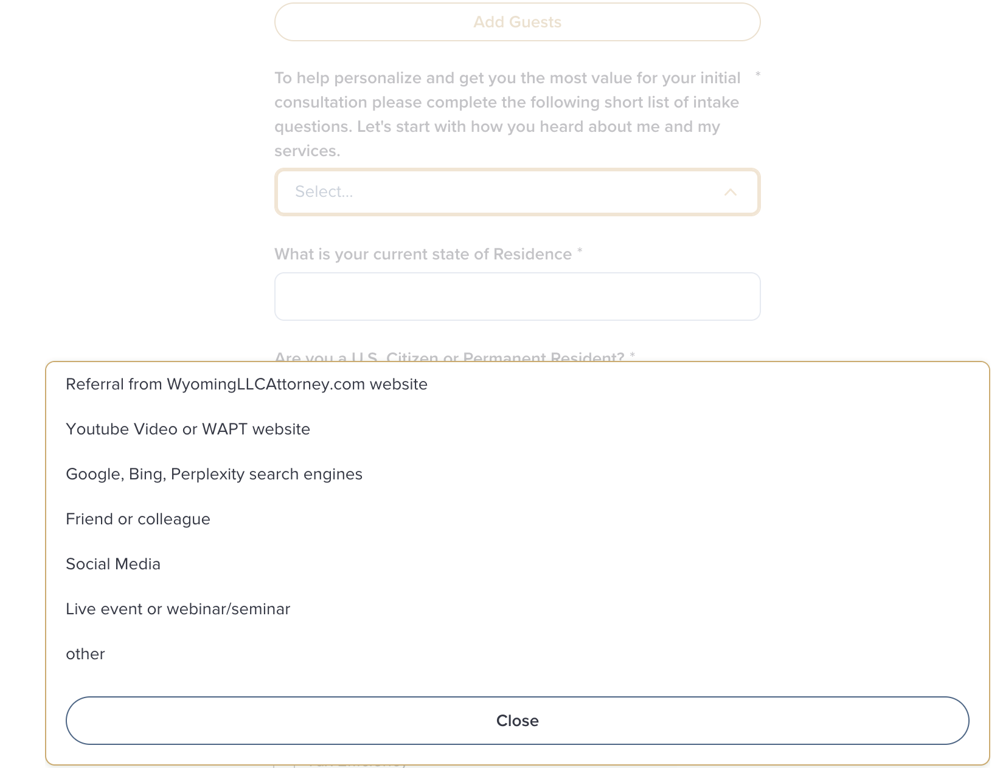 Add Guests
To help personalize and get you the most value for your initial *
consultation please complete the following short list of intake
questions. Let's start with how you heard about me and my
services.
Select...
What is your current state of Residence *
Are you a U.S. Citizen or Permanent Resident? *
Referral from WyomingLLCAttorney.com website
Youtube Video or WAPT website
Google, Bing, Perplexity search engines
Friend or colleague
Social Media
Live event or webinar/seminar
other
Close